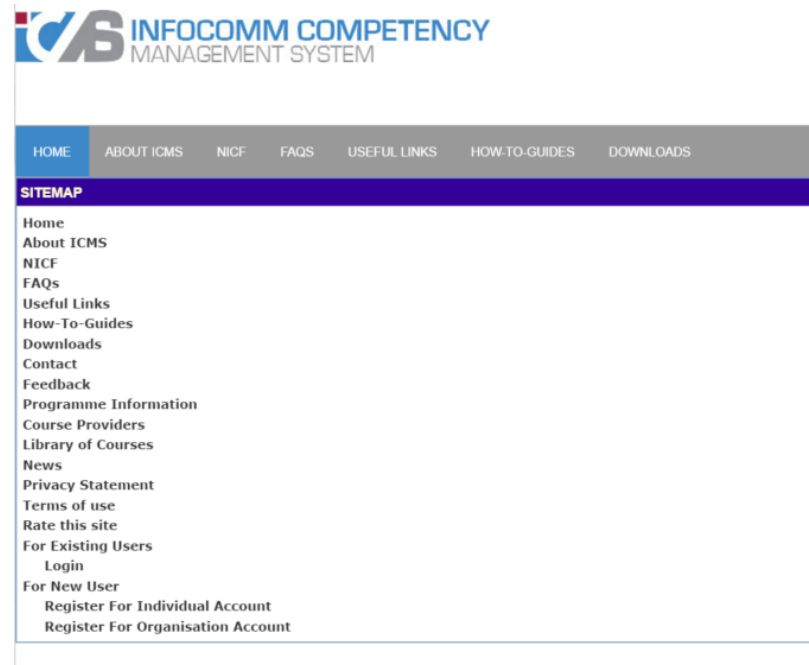 iCMS INFOCOMM COMPETENCY
MANAGEMENT SYSTEM
HOME ABOUT ICMS NICF FAQS USEFUL LINKS HOW-TO-GUIDES DOWNLOADS
SITEMAP
Home
About ICMS
NICF
FAQs
Useful Links
How-To-Guides
Downloads
Contact
Feedback
Programme Information
Course Providers
Library of Courses
News
Privacy Statement
Terms of use
Rate this site
For Existing Users
Login
For New User
Register For Individual Account
Register For Organisation Account